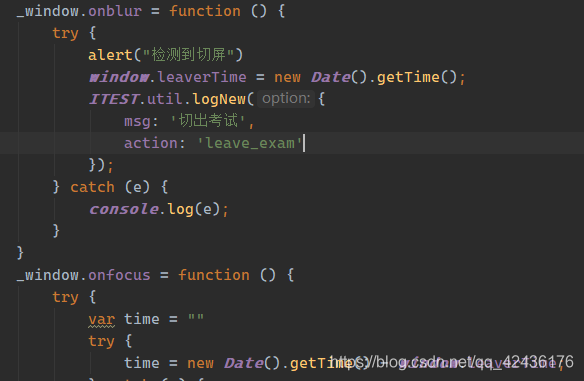 _window.onblur = function () {
try {
alert("检测到切屏")
window.leaverTime = new Date().getTime();
ITEST.util.logNew( option: {
msg: '切出考试',
action: 'leave_exam'
});
} catch (e) {
console.log(e);
}
}
_window.onfocus = function () {
try {
var time = ""
try {
time = new Date().getTime() - window.leaverTime;
https://blog.csdn.net/qq_42436176